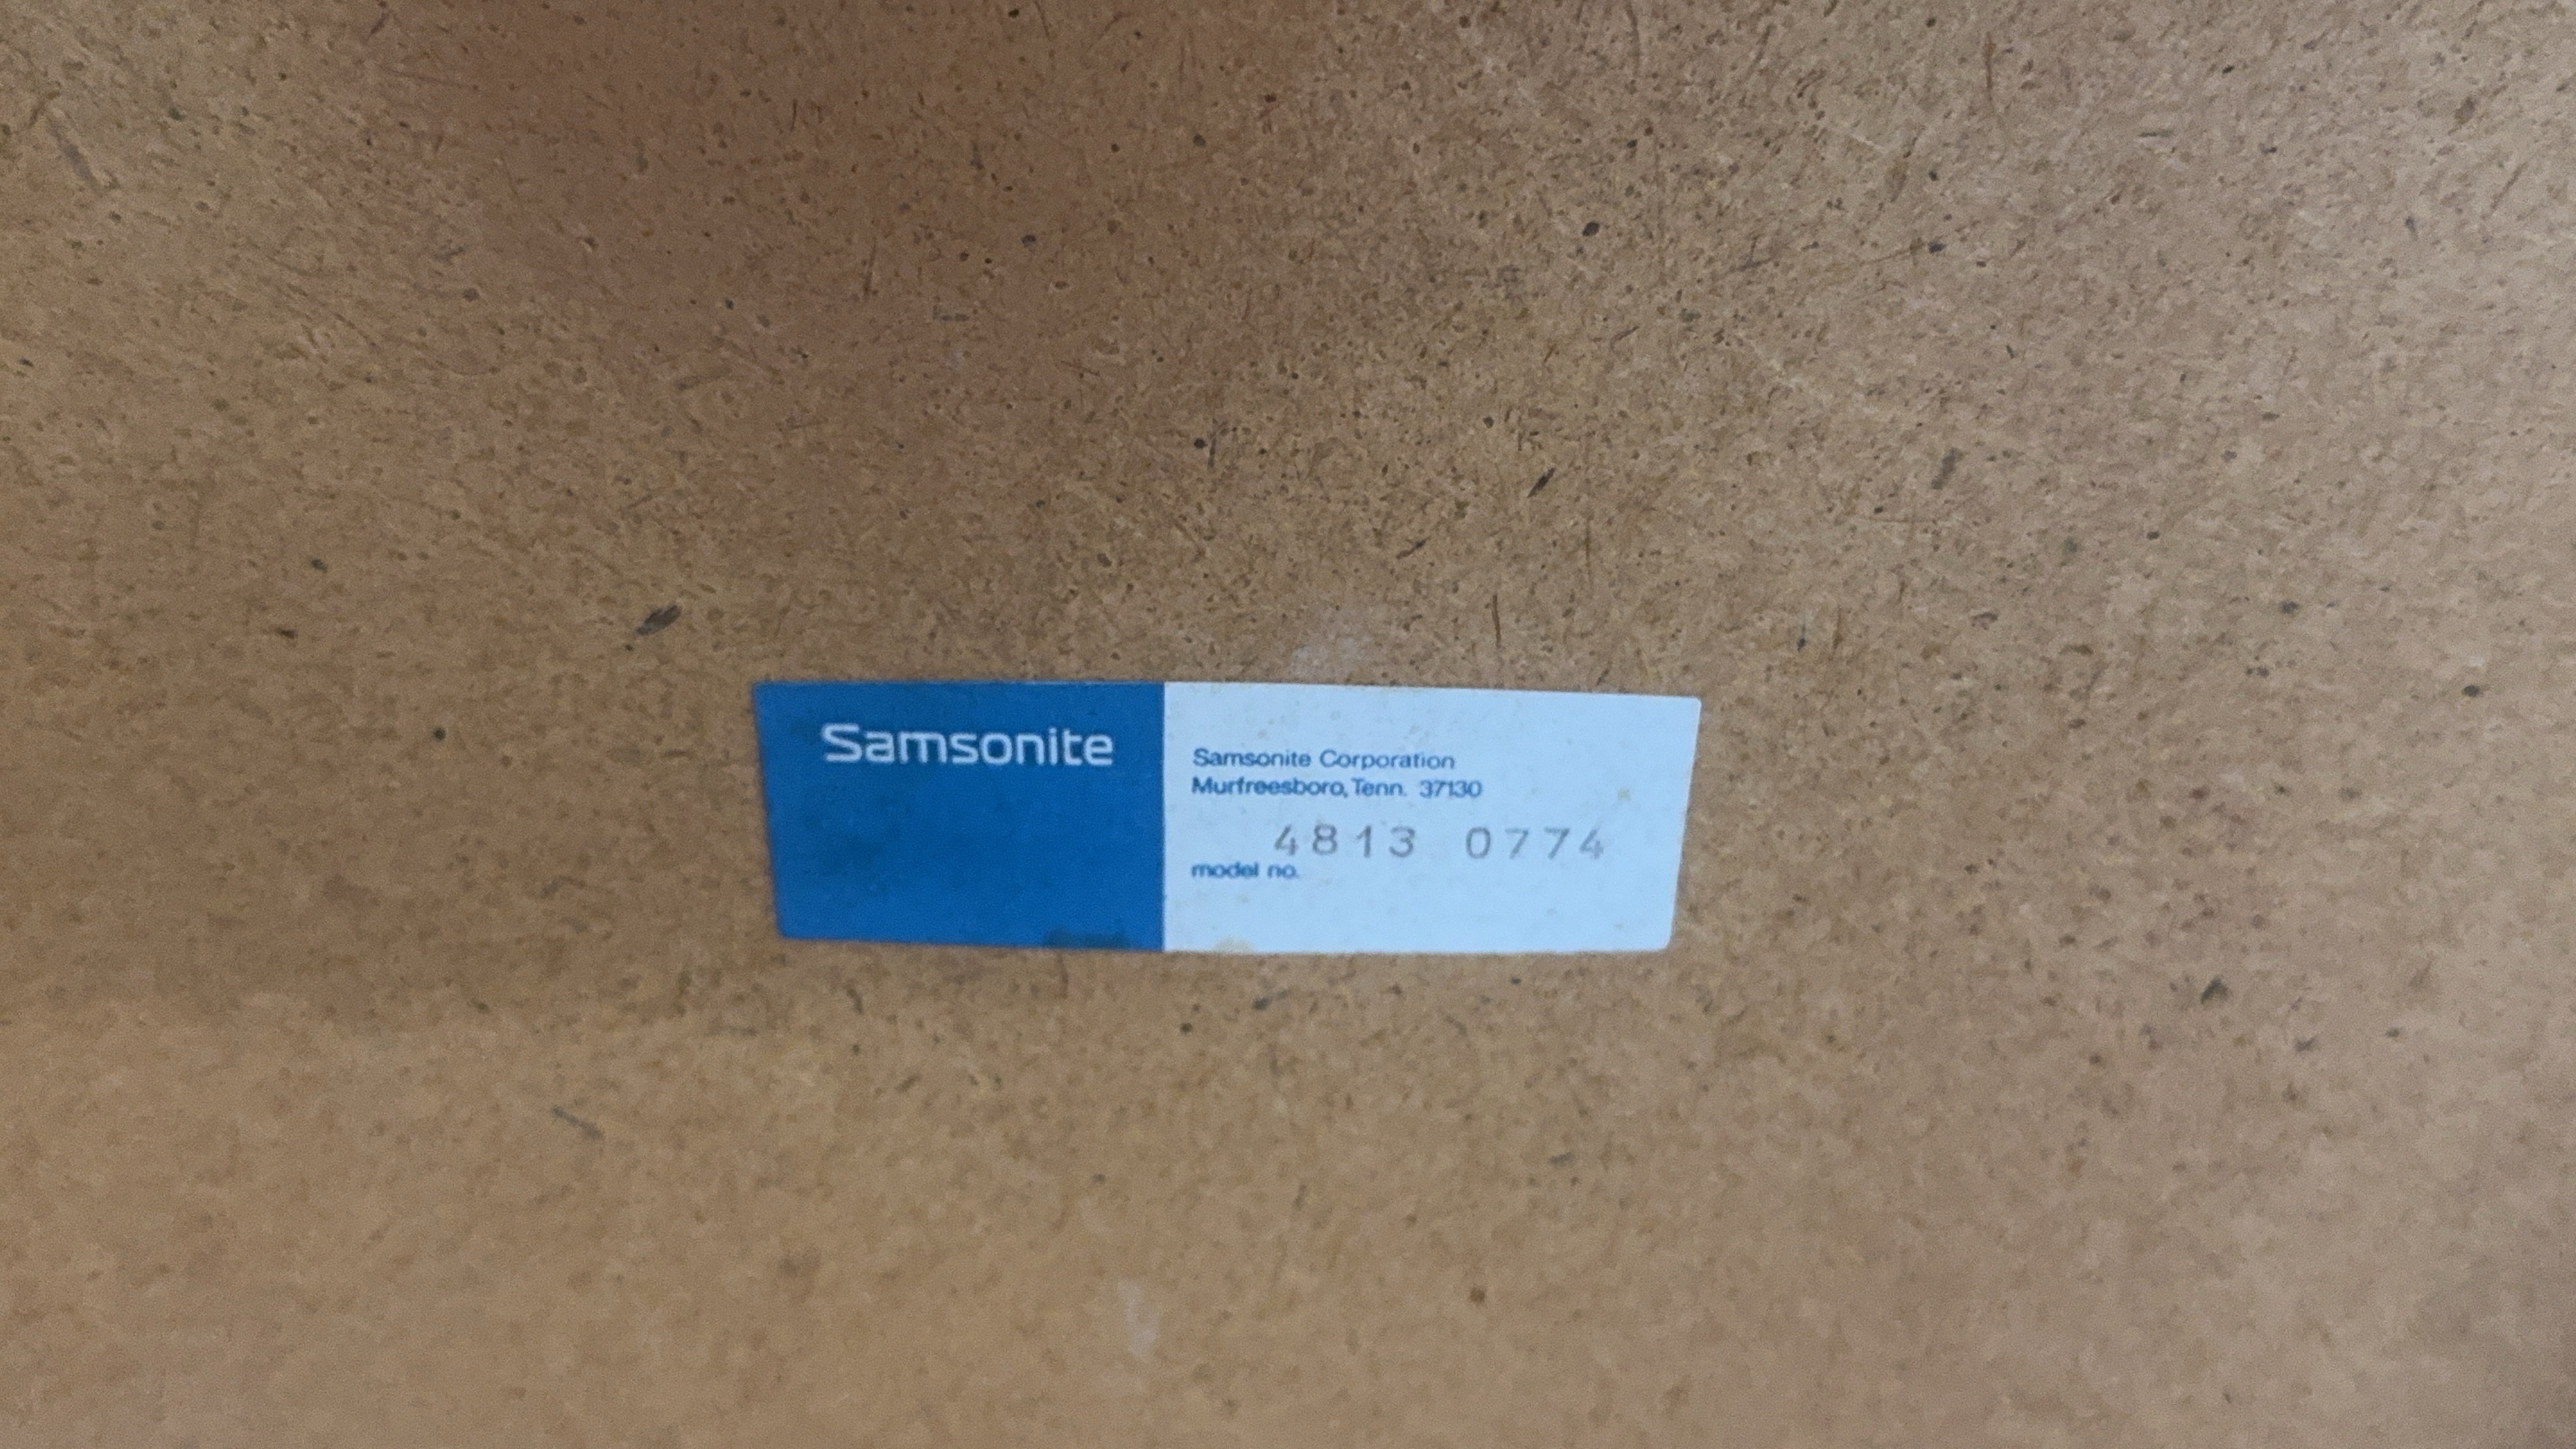 Samsonite
Samsonite Corporation
Murfreesboro, Tenn. 37130
4813 0774
model no.